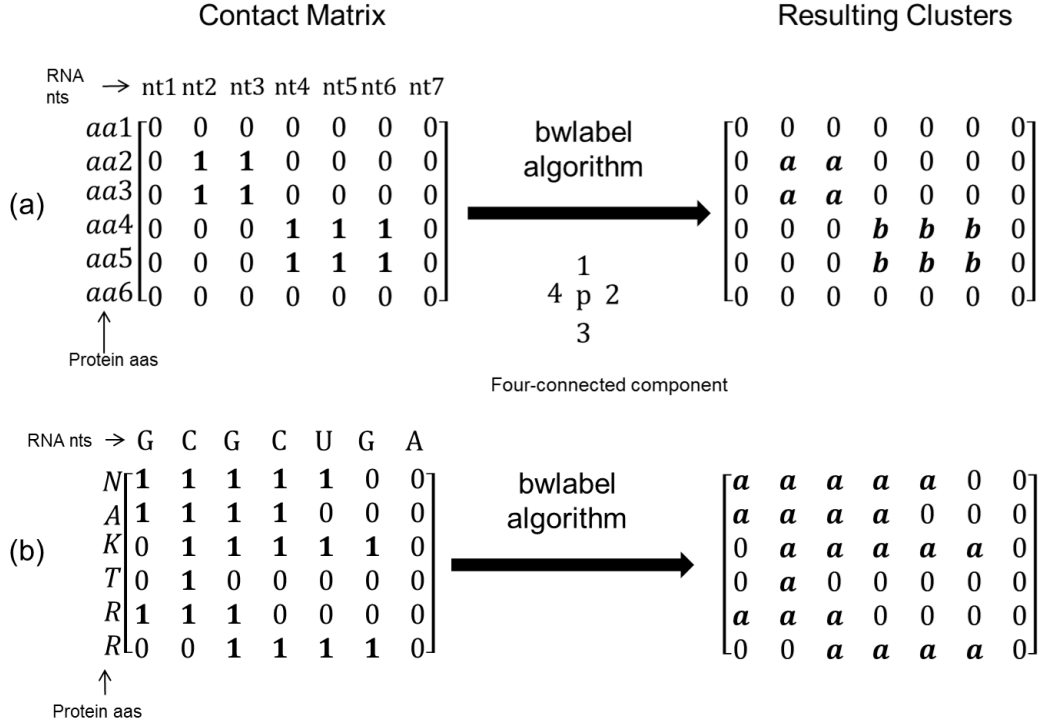 Contact Matrix
Resulting Clusters
RNA nts → nt1 nt2 nt3 nt4 nt5 nt6 nt7
(a)
aa1 0 0 0 0 0 0 0
aa2 0 1 1 0 0 0 0
aa3 0 1 1 0 0 0 0
aa4 0 0 0 1 1 1 0
aa5 0 0 0 1 1 1 0
aa6 0 0 0 0 0 0 0
Protein aas
bwlabel
algorithm
1
4 p 2
3
Four-connected component
0 0 0 0 0 0 0
0 a a 0 0 0 0
0 a a 0 0 0 0
0 0 0 b b b 0
0 0 0 b b b 0
0 0 0 0 0 0 0
RNA nts → G C G C U G A
(b)
N 1 1 1 1 1 0 0
A 1 1 1 1 0 0 0
K 0 1 1 1 1 1 0
T 0 1 0 0 0 0 0
R 1 1 1 0 0 0 0
R 0 0 1 1 1 1 0
Protein aas
bwlabel
algorithm
a a a a a 0 0
a a a a 0 0 0
0 a a a a a 0
0 a 0 0 0 0 0
a a a 0 0 0 0
0 0 a a a a 0